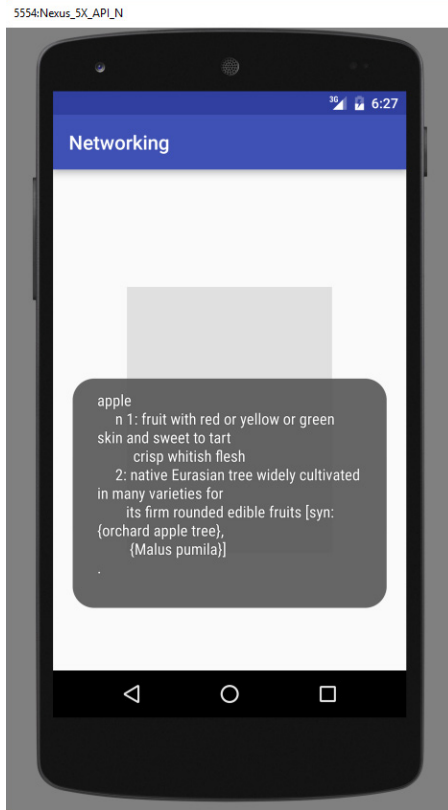 5554:Nexus_5X_API_N
3G 6:27
Networking
apple
n 1: fruit with red or yellow or green
skin and sweet to tart
crisp whitish flesh
2: native Eurasian tree widely cultivated
in many varieties for
its firm rounded edible fruits [syn:
{orchard apple tree},
{Malus pumila}]
.